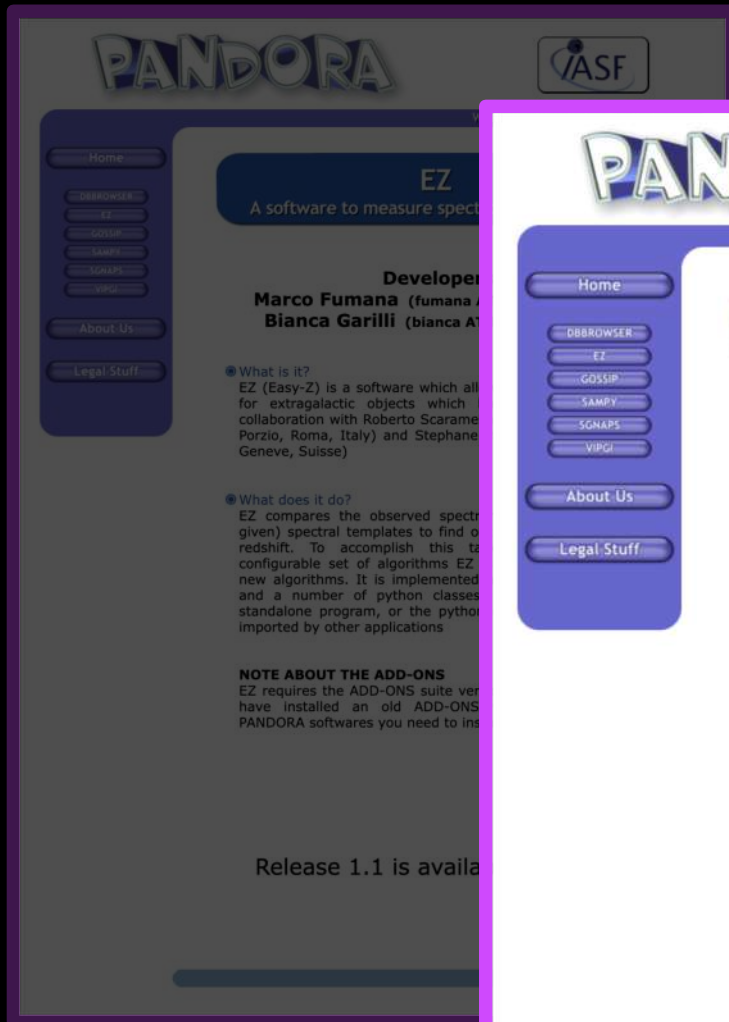 PANDORA
IASF
Home
DBBROWSER
EZ
GOSSIP
SAMPY
SGNAPS
VIPGI
About Us
Legal Stuff
EZ
A software to measure spect
Developer
Marco Fumana (fumana A
Bianca Garilli (bianca AT
What is it?
EZ (Easy-Z) is a software which all
for extragalactic objects which
collaboration with Roberto Scarame
Porzio, Roma, Italy) and Stephane
Geneve, Suisse)
What does it do?
EZ compares the observed spectr
given) spectral templates to find o
redshift. To accomplish this ta
configurable set of algorithms EZ
new algorithms. It is implemented
and a number of python classes
standalone program, or the pytho
imported by other applications
NOTE ABOUT THE ADD-ONS
EZ requires the ADD-ONS suite ver
have installed an old ADD-ONS
PANDORA softwares you need to ins
Release 1.1 is availa
PAN
Home
DBBROWSER
EZ
GOSSIP
SAMPY
SGNAPS
VIPGI
About Us
Legal Stuff